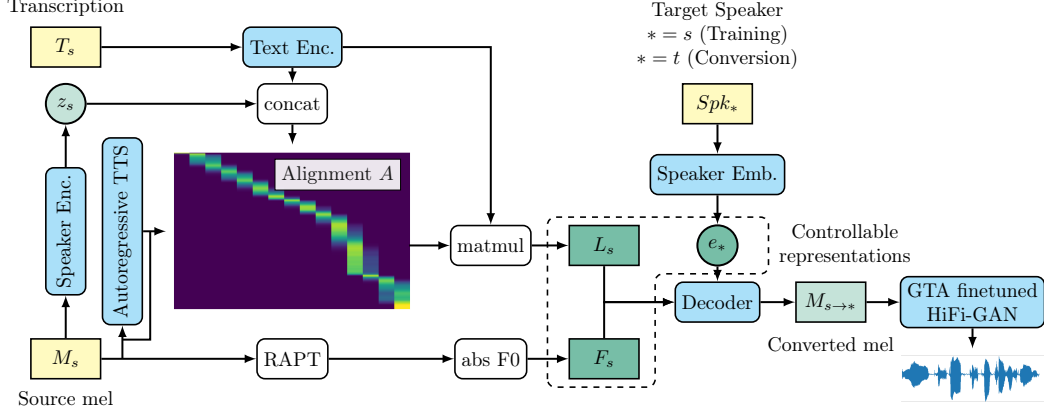 Transcription
T_s
Text Enc.
z_s
concat
Target Speaker
∗ = s (Training)
∗ = t (Conversion)
Spk_∗
Speaker Emb.
Speaker Enc.
Autoregressive TTS
Alignment A
matmul
L_s
e_∗
Controllable
representations
Decoder
M_{s→∗}
Converted mel
GTA finetuned
HiFi-GAN
M_s
Source mel
RAPT
abs F0
F_s